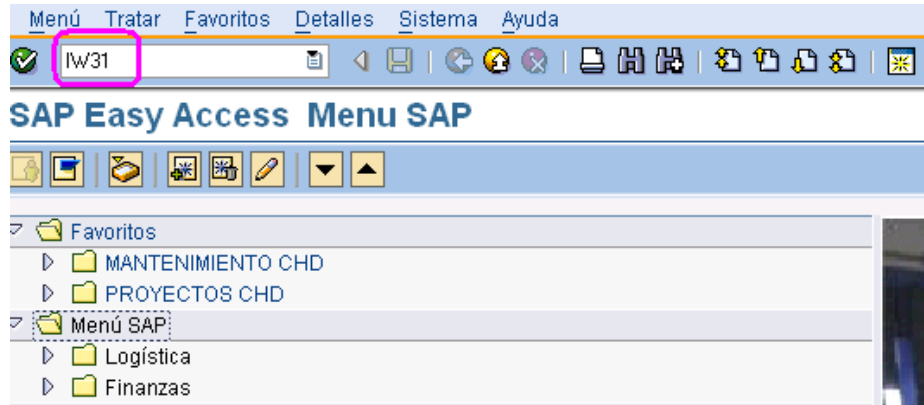 Menú Tratar Favoritos Detalles Sistema Ayuda
IW31
SAP Easy Access Menu SAP
Favoritos
MANTENIMIENTO CHD
PROYECTOS CHD
Menú SAP
Logística
Finanzas